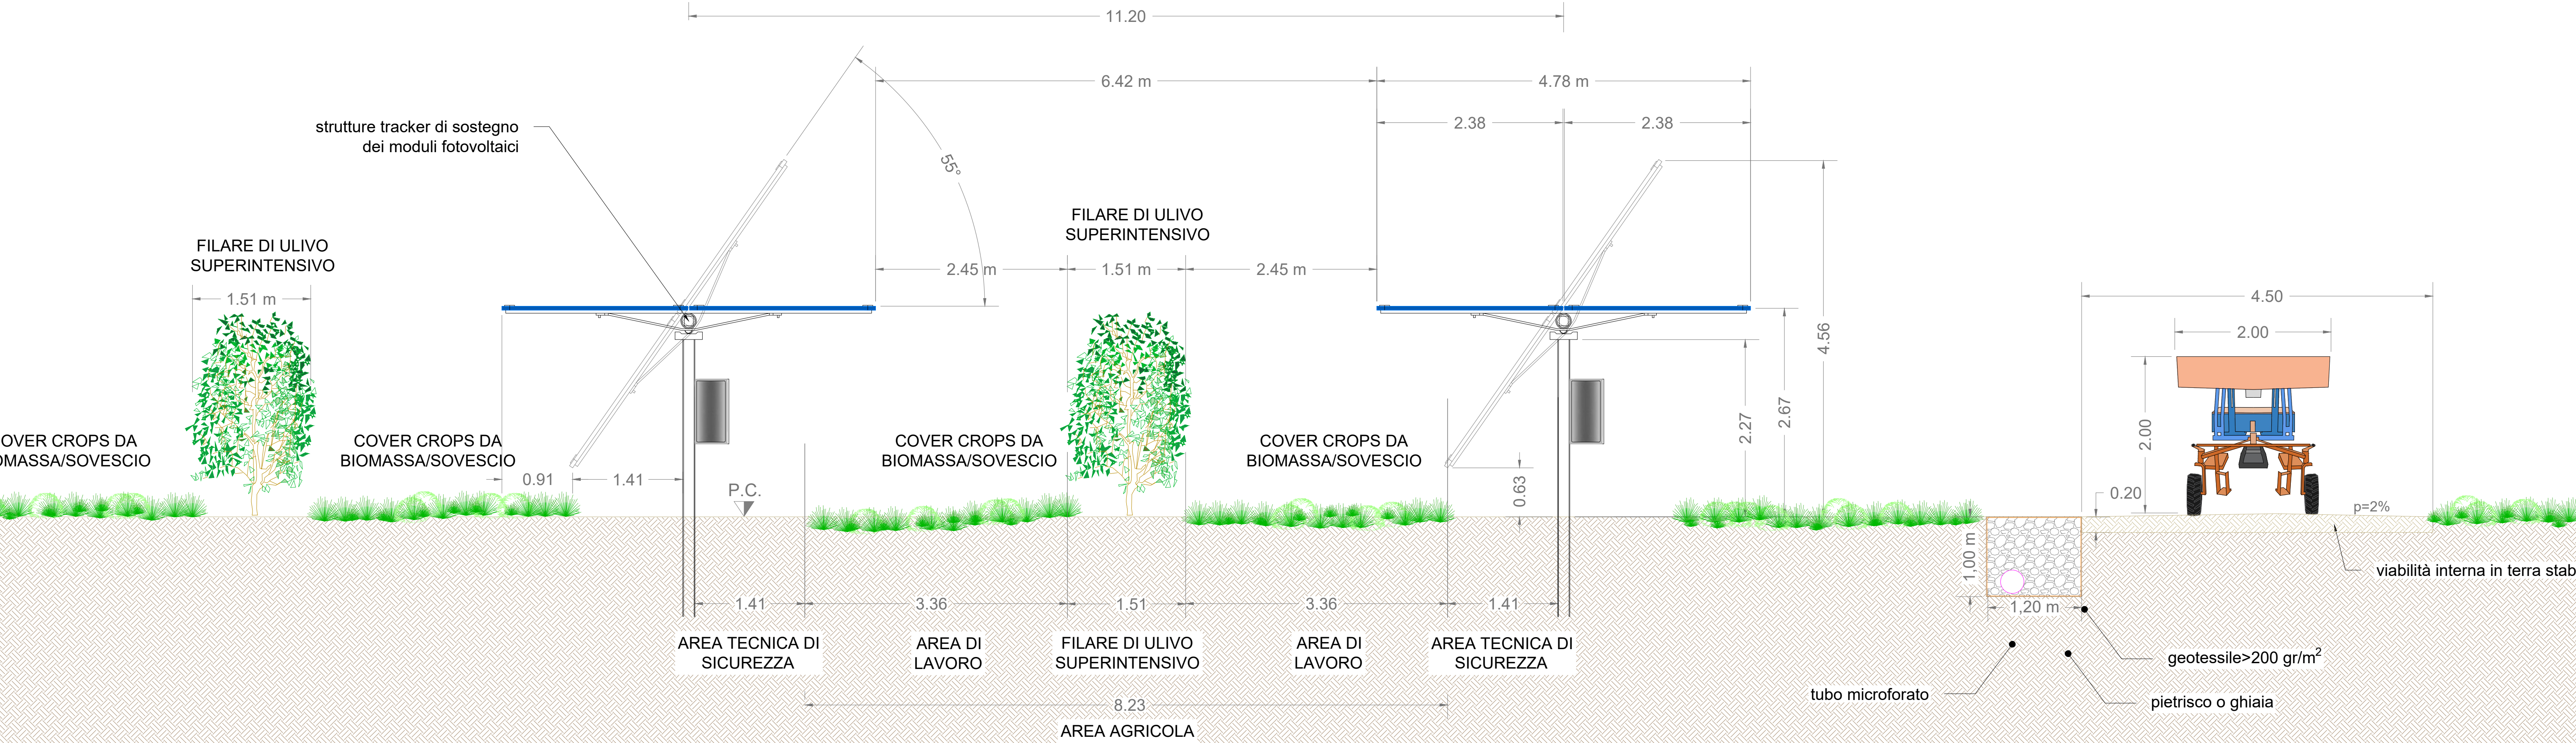 11.20
6.42 m
4.78 m
2.38
2.38
strutture tracker di sostegno
dei moduli fotovoltaici
55°
FILARE DI ULIVO
SUPERINTENSIVO
FILARE DI ULIVO
SUPERINTENSIVO
2.45 m
1.51 m
2.45 m
1.51 m
4.50
2.00
4.56
2.27
2.67
2.00
OVER CROPS DA
OMASSA/SOVESCIO
COVER CROPS DA
BIOMASSA/SOVESCIO
COVER CROPS DA
BIOMASSA/SOVESCIO
COVER CROPS DA
BIOMASSA/SOVESCIO
0.91
1.41
P.C.
0.63
0.20
p=2%
1,00 m
viabilità interna in terra stab
1.41
3.36
1.51
3.36
1.41
1,20 m
AREA TECNICA DI
SICUREZZA
AREA DI
LAVORO
FILARE DI ULIVO
SUPERINTENSIVO
AREA DI
LAVORO
AREA TECNICA DI
SICUREZZA
geotessile>200 gr/m²
tubo microforato
pietrisco o ghiaia
8.23
AREA AGRICOLA